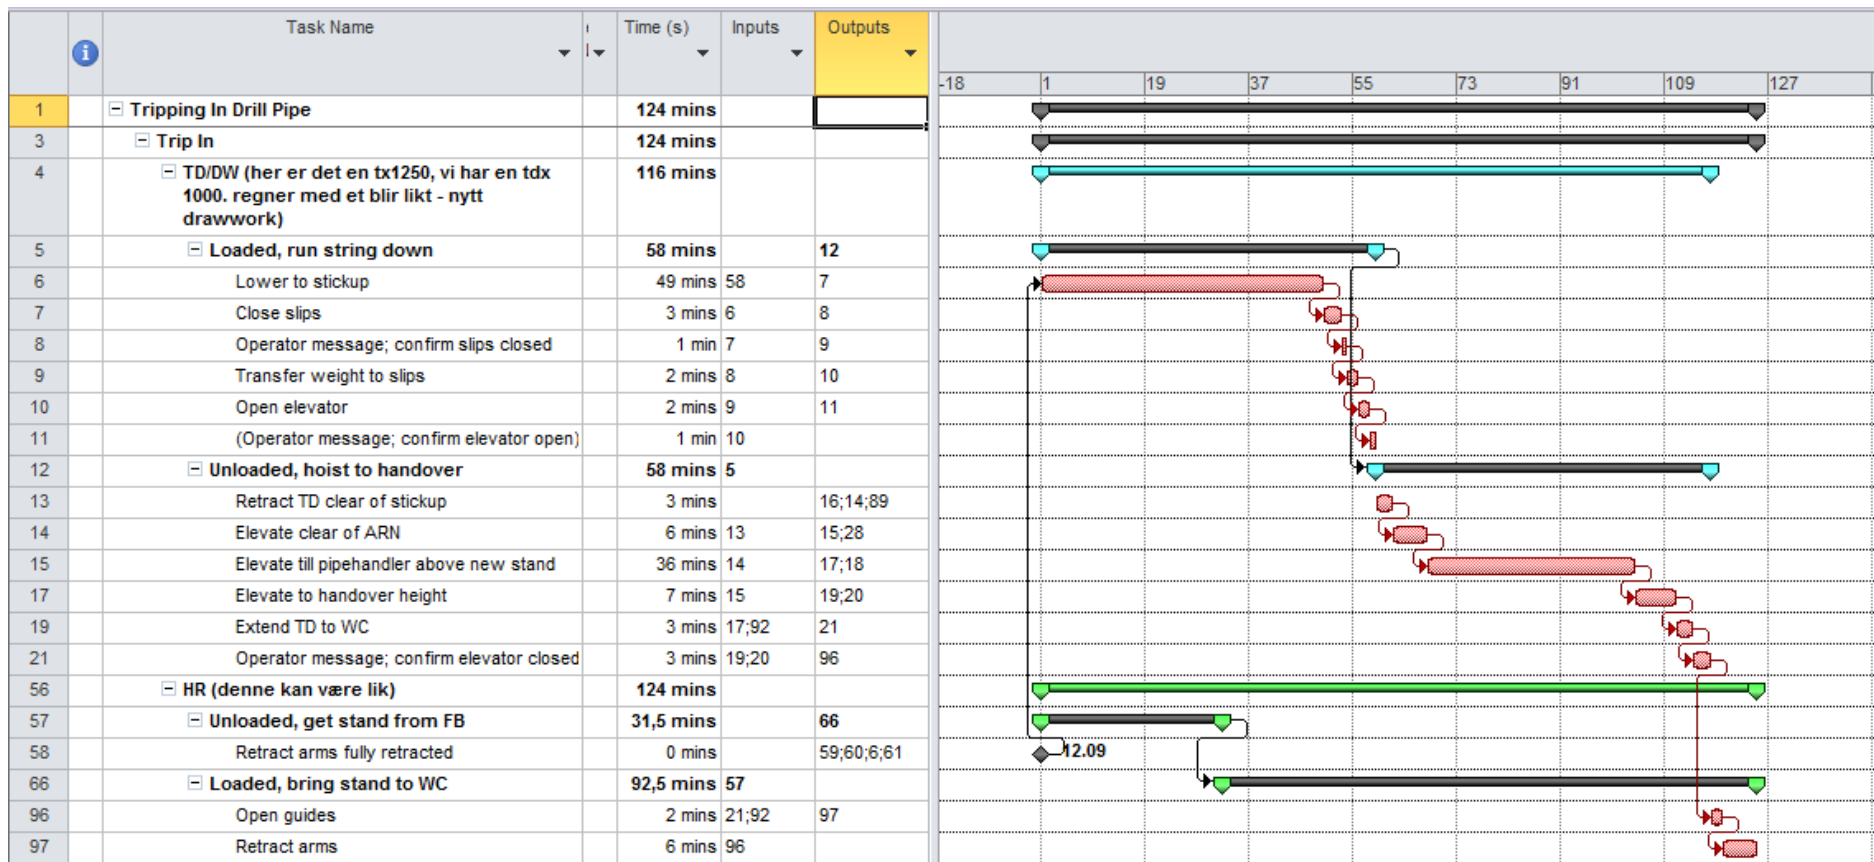 Task Name Time (s) Inputs Outputs
-18 1 19 37 55 73 91 109 127
1 Tripping In Drill Pipe 124 mins
3 Trip In 124 mins
4 TD/DW (her er det en tx1250, vi har en tdx 116 mins
1000. regner med et blir likt - nytt
drawwork)
5 Loaded, run string down 58 mins 12
6 Lower to stickup 49 mins 58 7
7 Close slips 3 mins 6 8
8 Operator message; confirm slips closed 1 min 7 9
9 Transfer weight to slips 2 mins 8 10
10 Open elevator 2 mins 9 11
11 (Operator message; confirm elevator open) 1 min 10
12 Unloaded, hoist to handover 58 mins 5
13 Retract TD clear of stickup 3 mins 16;14;89
14 Elevate clear of ARN 6 mins 13 15;28
15 Elevate till pipehandler above new stand 36 mins 14 17;18
17 Elevate to handover height 7 mins 15 19;20
19 Extend TD to WC 3 mins 17;92 21
21 Operator message; confirm elevator closed 3 mins 19;20 96
56 HR (denne kan være lik) 124 mins
57 Unloaded, get stand from FB 31,5 mins 66
58 Retract arms fully retracted 0 mins 59;60;6;61 12.09
66 Loaded, bring stand to WC 92,5 mins 57
96 Open guides 2 mins 21;92 97
97 Retract arms 6 mins 96